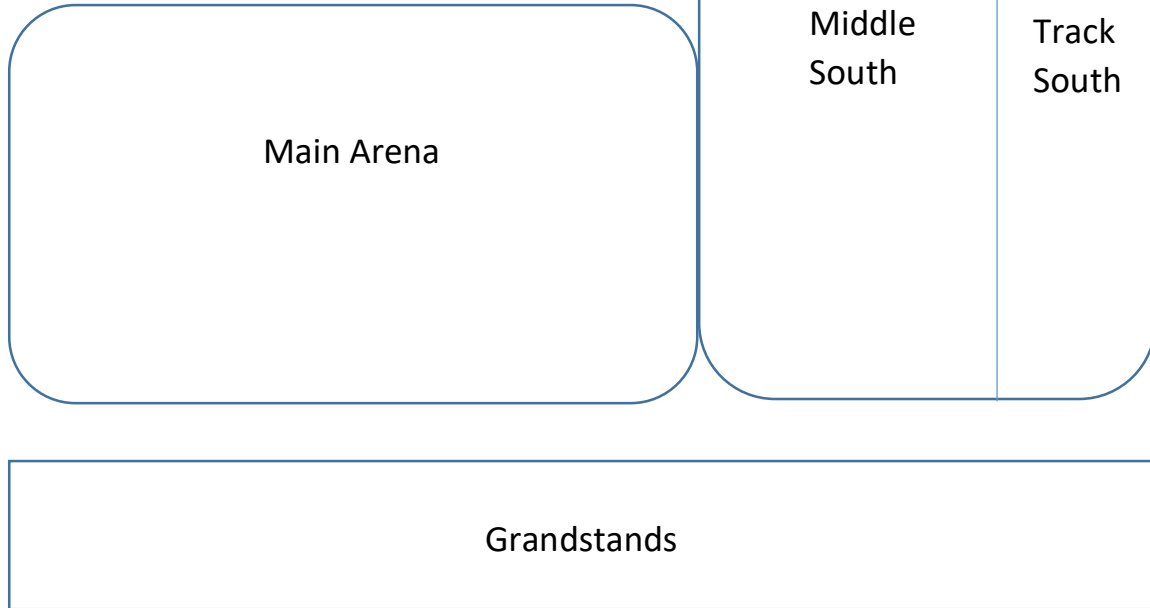 Middle
South
Track
South
Main Arena
Grandstands